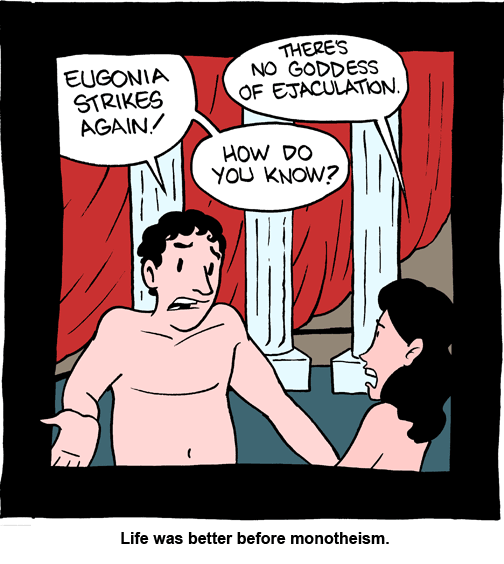 EUGONIA
STRIKES
AGAIN!
THERE'S
NO GODDESS
OF EJACULATION.
HOW DO
YOU KNOW?
Life was better before monotheism.